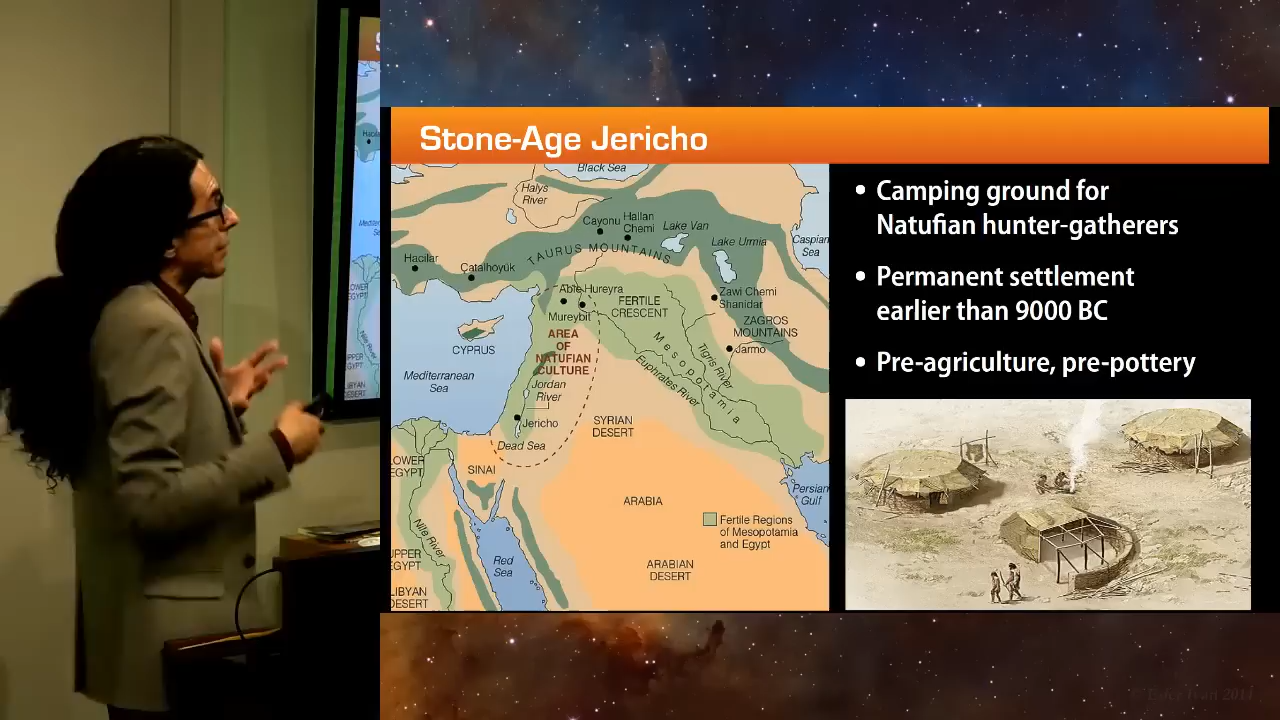 Stone-Age Jericho
Black Sea
Halys
River
Cayonu
Hallan
Chemi
Lake Van
Lake Urmia
Caspian
Sea
TAURUS MOUNTAINS
Hacilar
Çatalhoyük
Abu Hureyra
Mureybit
FERTILE
CRESCENT
Zawi Chemi
Shanidar
ZAGROS
MOUNTAINS
Jarmo
AREA
OF
NATUFIAN
CULTURE
CYPRUS
Mesopotamia
Tigris River
Euphrates River
Mediterranean
Sea
Jordan
River
Jericho
Dead Sea
SYRIAN
DESERT
LOWER
EGYPT
SINAI
ARABIA
Persian
Gulf
Nile River
Fertile Regions
of Mesopotamia
and Egypt
UPPER
EGYPT
Red
Sea
ARABIAN
DESERT
LIBYAN
DESERT
• Camping ground for
Natufian hunter-gatherers
• Permanent settlement
earlier than 9000 BC
• Pre-agriculture, pre-pottery